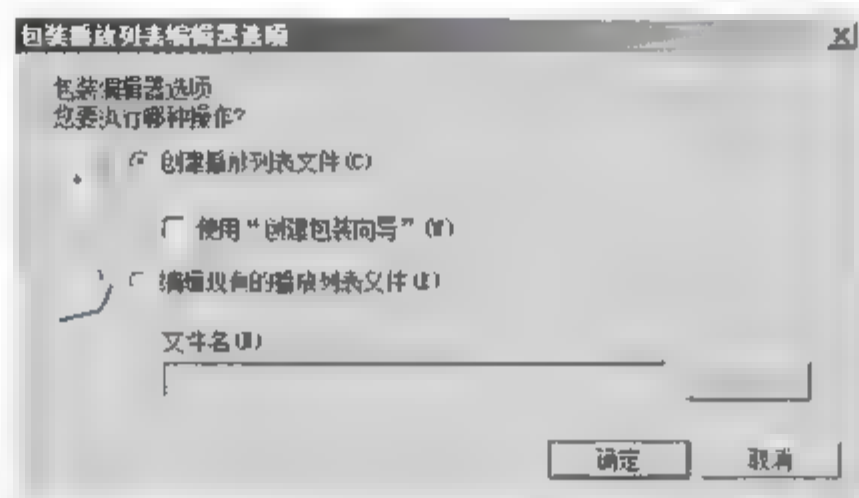 包装播放列表编辑器选项
包装编辑器选项
您要执行哪种操作?
创建播放列表文件(C)
使用“创建包装向导”(W)
编辑现有的播放列表文件(E)
文件名(N)
确定
取消